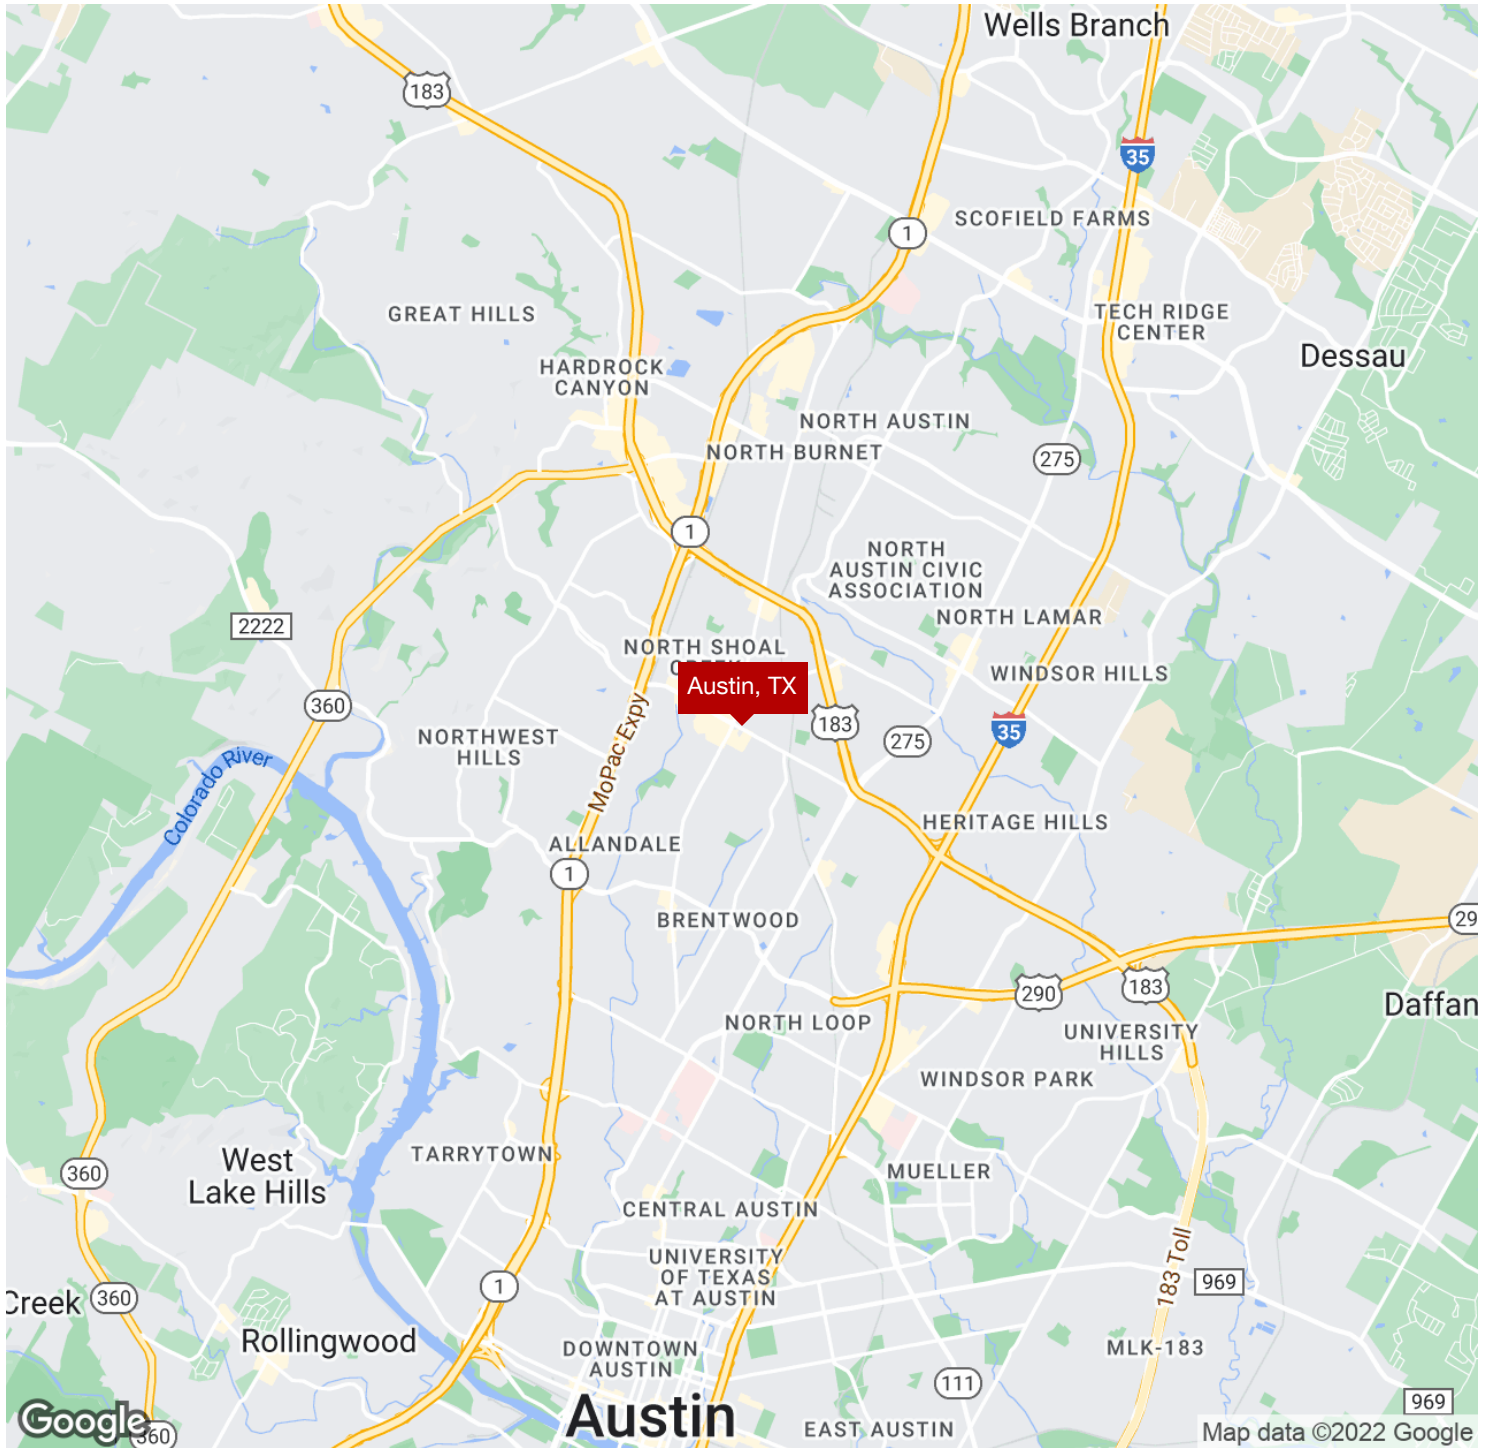 Wells Branch
183
35
SCOFIELD FARMS
1
GREAT HILLS
TECH RIDGE
CENTER
Dessau
HARDROCK
CANYON
NORTH AUSTIN
NORTH BURNET
275
1
NORTH
AUSTIN CIVIC
ASSOCIATION
NORTH LAMAR
2222
NORTH SHOAL
Austin, TX
WINDSOR HILLS
360
183
35
275
MoPac Expy
NORTHWEST
HILLS
Colorado River
HERITAGE HILLS
ALLANDALE
1
BRENTWOOD
29
290
183
Daffan
NORTH LOOP
UNIVERSITY
HILLS
WINDSOR PARK
TARRYTOWN
West
Lake Hills
360
MUELLER
CENTRAL AUSTIN
UNIVERSITY
OF TEXAS
AT AUSTIN
183 Toll
969
1
Creek
360
Rollingwood
DOWNTOWN
AUSTIN
MLK-183
111
969
Austin
EAST AUSTIN
Google
360
Map data ©2022 Google